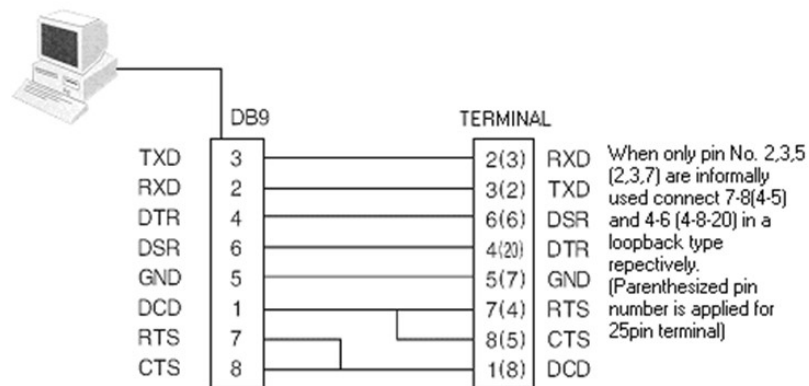 DB9 TERMINAL
TXD 3 2(3) RXD
RXD 2 3(2) TXD
DTR 4 6(6) DSR
DSR 6 4(20) DTR
GND 5 5(7) GND
DCD 1 7(4) RTS
RTS 7 8(5) CTS
CTS 8 1(8) DCD
When only pin No. 2,3,5
(2,3,7) are informally
used connect 7-8(4-5)
and 4-6 (4-8-20) in a
loopback type
repectively.
(Parenthesized pin
number is applied for
25pin terminal)